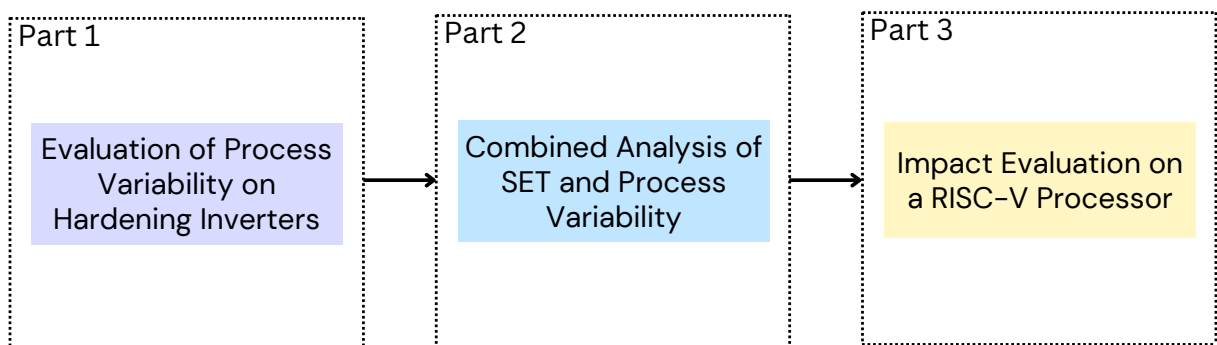 Part 1
Evaluation of Process
Variability on
Hardening Inverters
Part 2
Combined Analysis of
SET and Process
Variability
Part 3
Impact Evaluation on
a RISC-V Processor